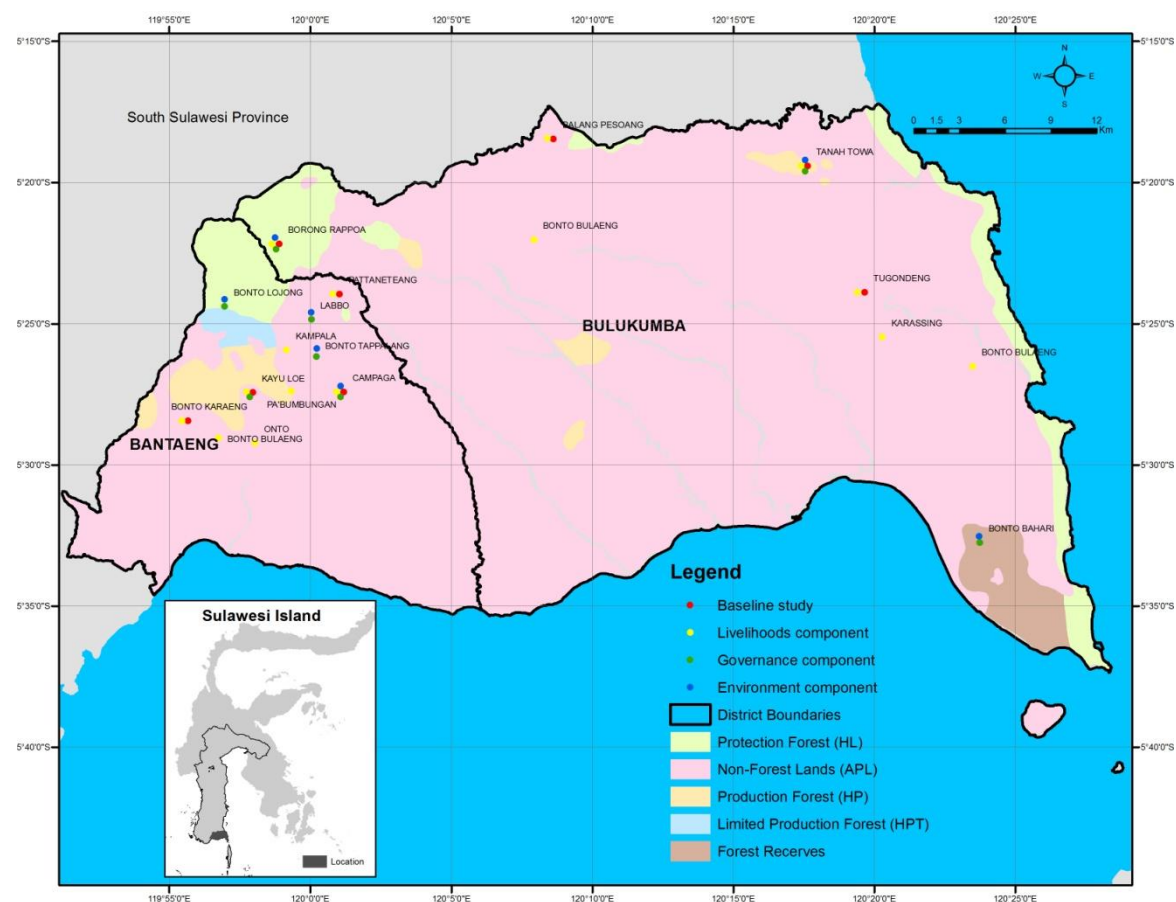 119°55'0"E 120°0'0"E 120°10'0"E 120°15'0"E 120°20'0"E 120°25'0"E
5°15'0"S 5°15'0"S
N
W E
S
South Sulawesi Province
0 1.5 3 6 9 12
Km
BALANG PESOANG
TANAH TOWA
5°20'0"S 5°20'0"S
BORONG RAPPOA
BONTO BULAENG
PATTANETEANG
TUGONDENG
BONTO LOJONG
LABBO
5°25'0"S 5°25'0"S
BULUKUMBA
KARASSING
KAMPALA
BONTO TAPPALANG
BONTO BULAENG
KAYU LOE
CAMPAGA
BONTO KARAENG
PA'BUMBUNGAN
ONTO
BONTO BULAENG
BANTAENG
5°30'0"S 5°30'0"S
BONTO BAHARI
5°35'0"S 5°35'0"S
Legend
Baseline study
Livelihoods component
Governance component
Environment component
District Boundaries
Protection Forest (HL)
Non-Forest Lands (APL)
Production Forest (HP)
Limited Production Forest (HPT)
Forest Recerves
Sulawesi Island
Location
5°40'0"S 5°40'0"S
119°55'0"E 120°0'0"E 120°10'0"E 120°15'0"E 120°20'0"E 120°25'0"E